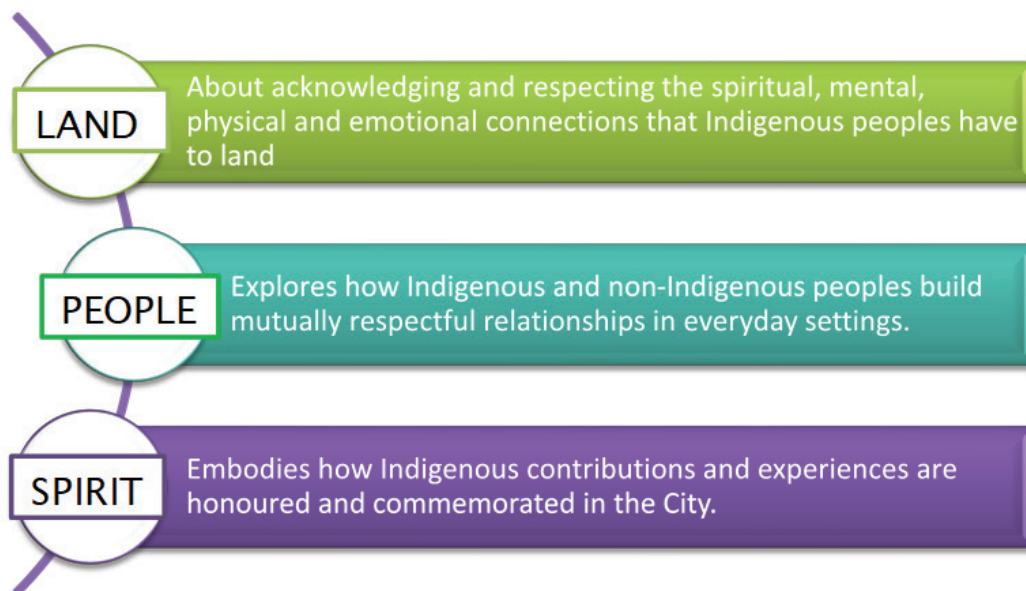 LAND
About acknowledging and respecting the spiritual, mental,
physical and emotional connections that Indigenous peoples have
to land
PEOPLE
Explores how Indigenous and non-Indigenous peoples build
mutually respectful relationships in everyday settings.
SPIRIT
Embodies how Indigenous contributions and experiences are
honoured and commemorated in the City.